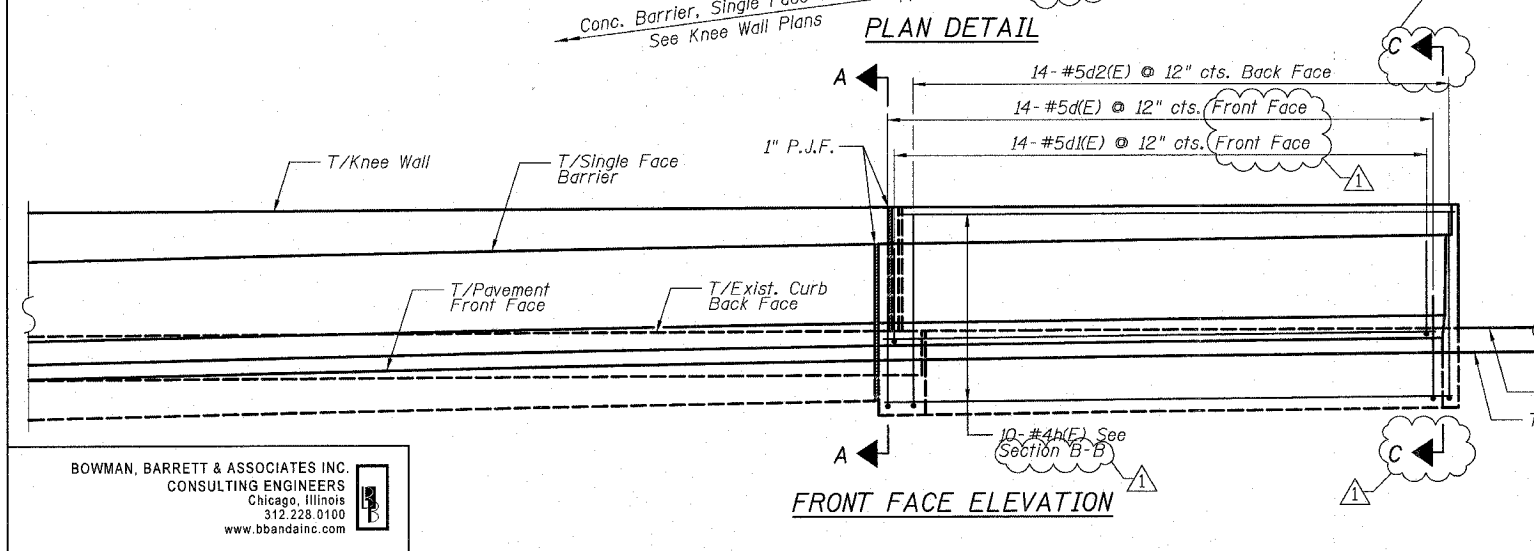 Conc. Barrier, Single Face
See Knee Wall Plans
PLAN DETAIL
C
A
14-#5d2(E) @ 12" cts. Back Face
14-#5d(E) @ 12" cts. Front Face
14-#5d1(E) @ 12" cts. Front Face
1
1" P.J.F.
T/Knee Wall
T/Single Face
Barrier
T/Pavement
Front Face
T/Exist. Curb
Back Face
10-#4h(E) See
Section B-B
1
A
C
1
FRONT FACE ELEVATION
BOWMAN, BARRETT & ASSOCIATES INC.
CONSULTING ENGINEERS
Chicago, Illinois
312.228.0100
www.bbandainc.com